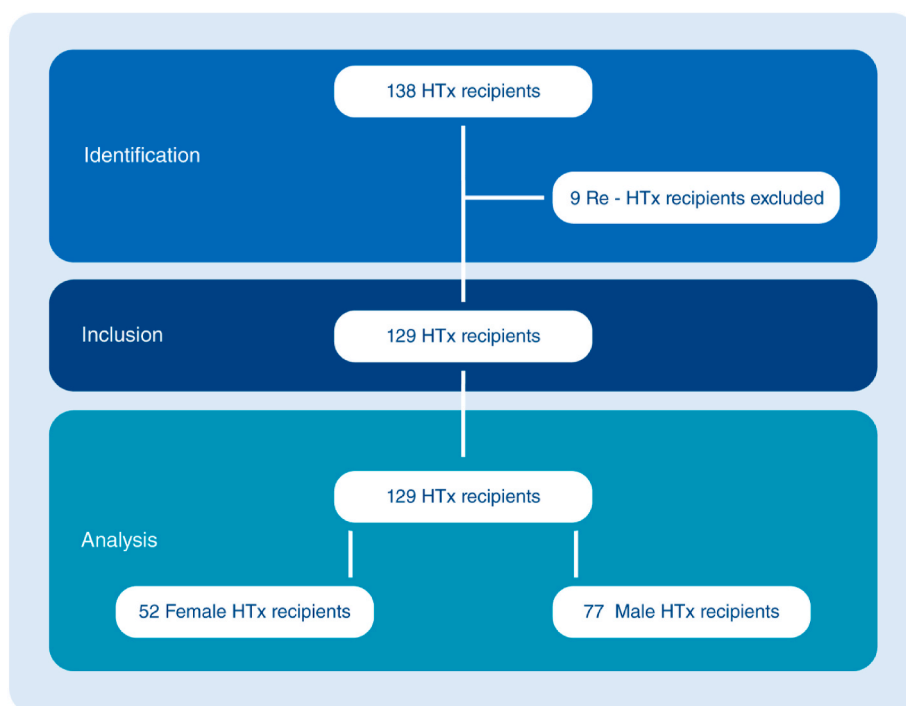 138 HTx recipients
Identification
9 Re - HTx recipients excluded
Inclusion
129 HTx recipients
129 HTx recipients
Analysis
52 Female HTx recipients
77 Male HTx recipients